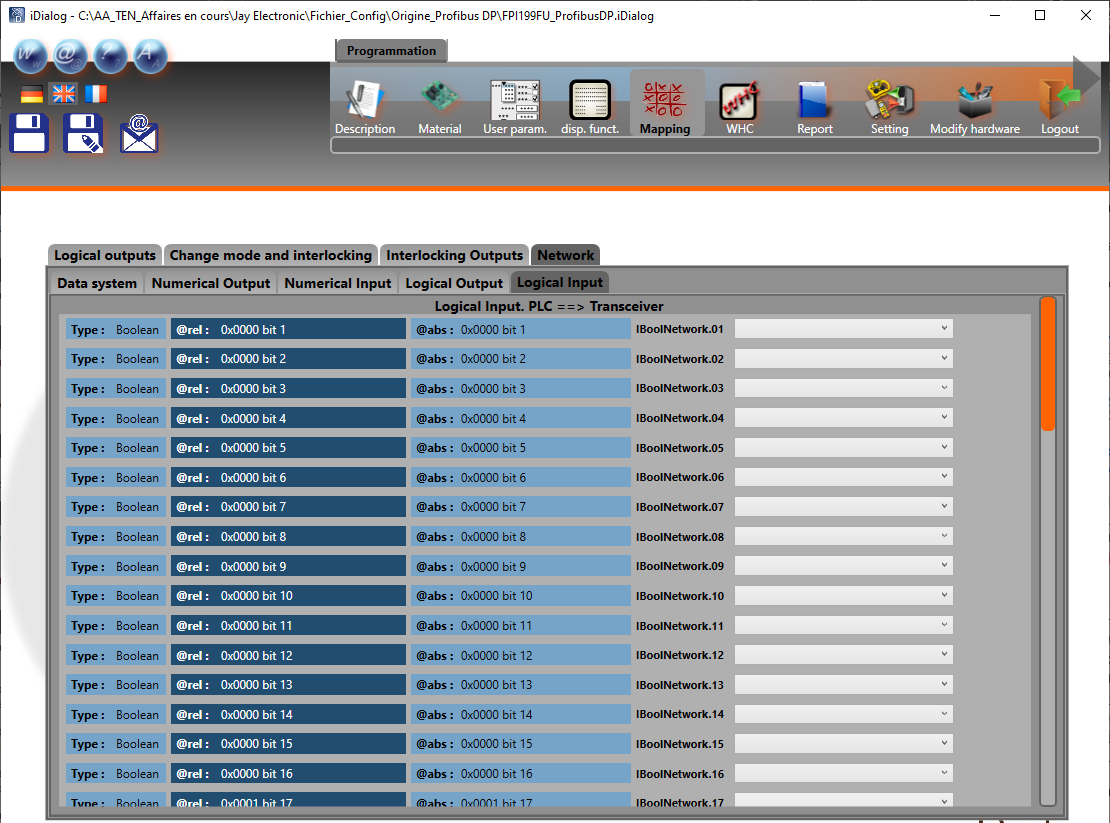 iDialog - C:\AA_TEN_Affaires en cours\Jay Electronic\Fichier_Config\Origine_Profibus DP\FPI199FU_ProfibusDP.iDialog
Programmation
Description Material User param. disp. funct. Mapping WHC Report Setting Modify hardware Logout
Logical outputs Change mode and interlocking Interlocking Outputs Network
Data system Numerical Output Numerical Input Logical Output Logical Input
Logical Input. PLC ==> Transceiver
Type : Boolean @rel : 0x0000 bit 1 @abs : 0x0000 bit 1 IBoolNetwork.01
Type : Boolean @rel : 0x0000 bit 2 @abs : 0x0000 bit 2 IBoolNetwork.02
Type : Boolean @rel : 0x0000 bit 3 @abs : 0x0000 bit 3 IBoolNetwork.03
Type : Boolean @rel : 0x0000 bit 4 @abs : 0x0000 bit 4 IBoolNetwork.04
Type : Boolean @rel : 0x0000 bit 5 @abs : 0x0000 bit 5 IBoolNetwork.05
Type : Boolean @rel : 0x0000 bit 6 @abs : 0x0000 bit 6 IBoolNetwork.06
Type : Boolean @rel : 0x0000 bit 7 @abs : 0x0000 bit 7 IBoolNetwork.07
Type : Boolean @rel : 0x0000 bit 8 @abs : 0x0000 bit 8 IBoolNetwork.08
Type : Boolean @rel : 0x0000 bit 9 @abs : 0x0000 bit 9 IBoolNetwork.09
Type : Boolean @rel : 0x0000 bit 10 @abs : 0x0000 bit 10 IBoolNetwork.10
Type : Boolean @rel : 0x0000 bit 11 @abs : 0x0000 bit 11 IBoolNetwork.11
Type : Boolean @rel : 0x0000 bit 12 @abs : 0x0000 bit 12 IBoolNetwork.12
Type : Boolean @rel : 0x0000 bit 13 @abs : 0x0000 bit 13 IBoolNetwork.13
Type : Boolean @rel : 0x0000 bit 14 @abs : 0x0000 bit 14 IBoolNetwork.14
Type : Boolean @rel : 0x0000 bit 15 @abs : 0x0000 bit 15 IBoolNetwork.15
Type : Boolean @rel : 0x0000 bit 16 @abs : 0x0000 bit 16 IBoolNetwork.16
Type : Boolean @rel : 0x0001 bit 17 @abs : 0x0001 bit 17 IBoolNetwork.17